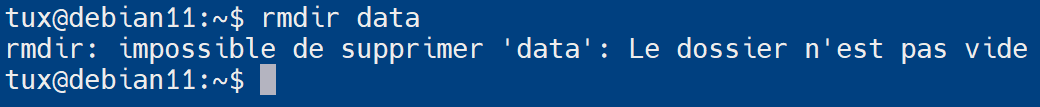 tux@debian11:~$ rmdir data
rmdir: impossible de supprimer 'data': Le dossier n'est pas vide
tux@debian11:~$